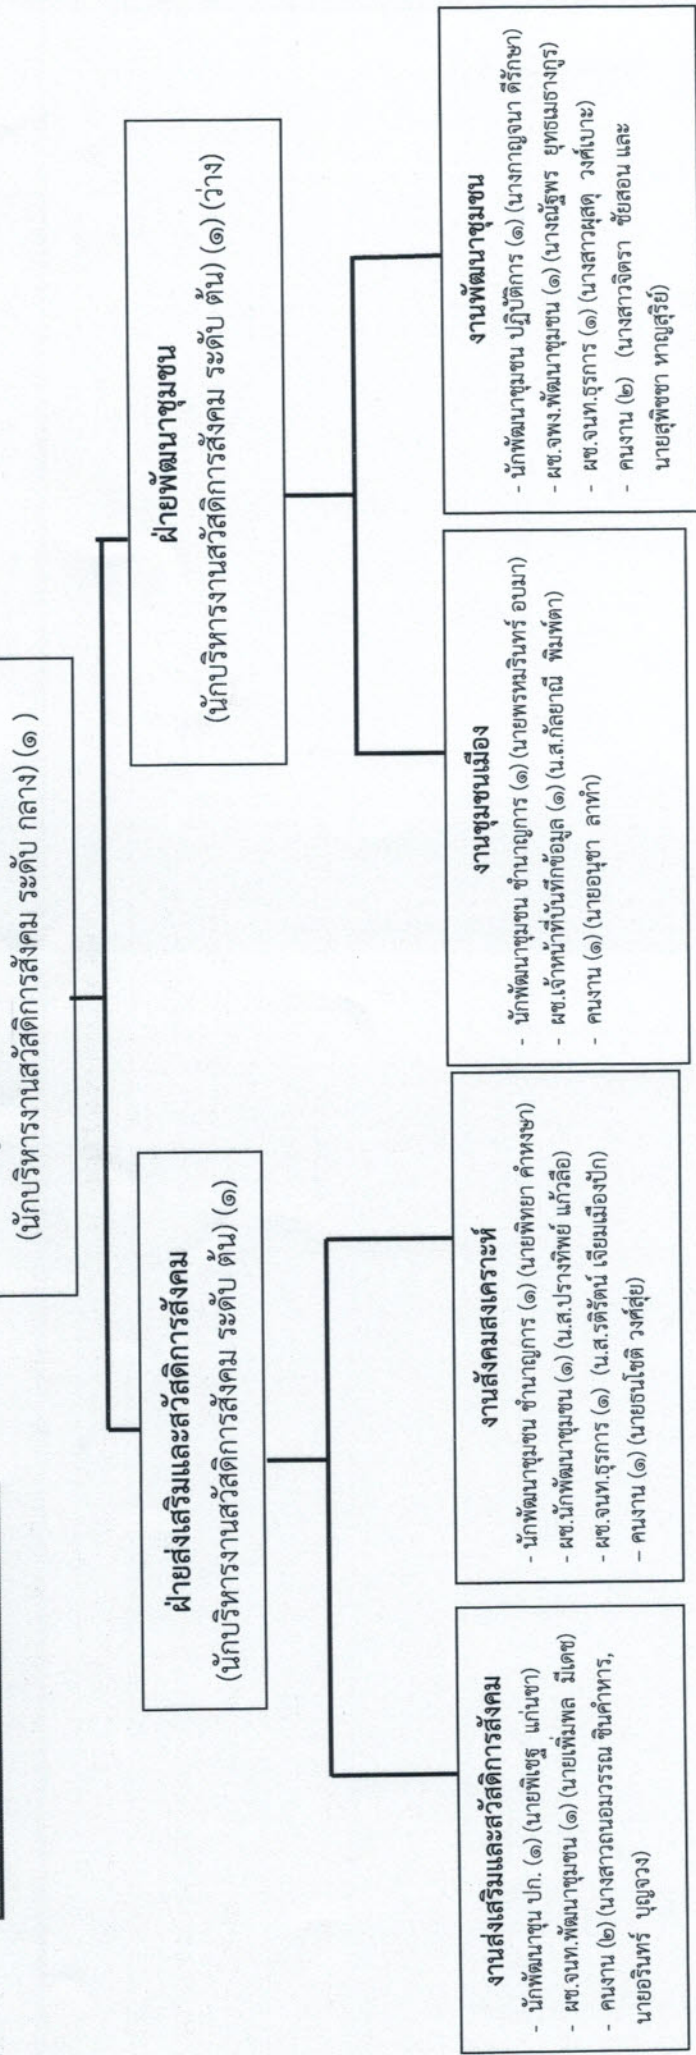 (นักบริหารงานสวัสดิการสังคม ระดับ กลาง) (๑ )
ฝ่ายส่งเสริมและสวัสดิการสังคม
(นักบริหารงานสวัสดิการสังคม ระดับ ต้น) (๑)
ฝ่ายพัฒนาชุมชน
(นักบริหารงานสวัสดิการสังคม ระดับ ต้น) (๑) (ว่าง)
งานส่งเสริมและสวัสดิการสังคม
- นักพัฒนาชุน ปก. (๑) (นายพิเชฐ แก่นชา)
- ผช.จนท.พัฒนาชุมชน (๑) (นายเพิ่มพล มีเดช)
- คนงาน (๒) (นางสาวถนอมวรรณ ชินคำหาร,
นายอรินทร์ บุญจวง)
งานสังคมสงเคราะห์
- นักพัฒนาชุมชน ชำนาญการ (๑) (นายพิทยา คำหงษา)
- ผช.นักพัฒนาชุมชน (๑) (น.ส.ปรางทิพย์ แก้วลือ)
- ผช.จนท.ธุรการ (๑) (น.ส.รติรัตน์ เจียมเมืองปัก)
– คนงาน (๑) (นายธนโชติ วงศ์สุ่ย)
งานชุมชนเมือง
- นักพัฒนาชุมชน ชำนาญการ (๑) (นายพรหมรินทร์ อบมา)
- ผช.เจ้าหน้าที่บันทึกข้อมูล (๑) (น.ส.กัลยาณี พิมพ์ตา)
- คนงาน (๑) (นายอนุชา ลาทำ)
งานพัฒนาชุมชน
- นักพัฒนาชุมชน ปฏิบัติการ (๑) (นางกาญจนา ดีรักษา)
- ผช.จพง.พัฒนาชุมชน (๑) (นางณัฐพร ยุทธเมธางกูร)
- ผช.จนท.ธุรการ (๑) (นางสาวผุสดุ วงศ์เบาะ)
- คนงาน (๒) (นางสาวจิตรา ชัยสอน และ
นายสุพิชชา หาญสุริย์)